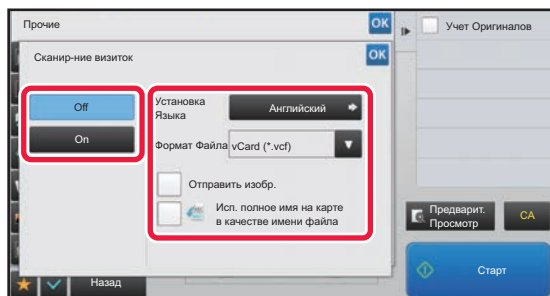 Прочие
OK
Учет Оригиналов
Сканир-ние визиток
OK
Off
On
Установка
Языка
Английский
Формат Файла
vCard (*.vcf)
Отправить изобр.
Исп. полное имя на карте
в качестве имени файла
Предварит.
Просмотр
CA
Назад
Старт